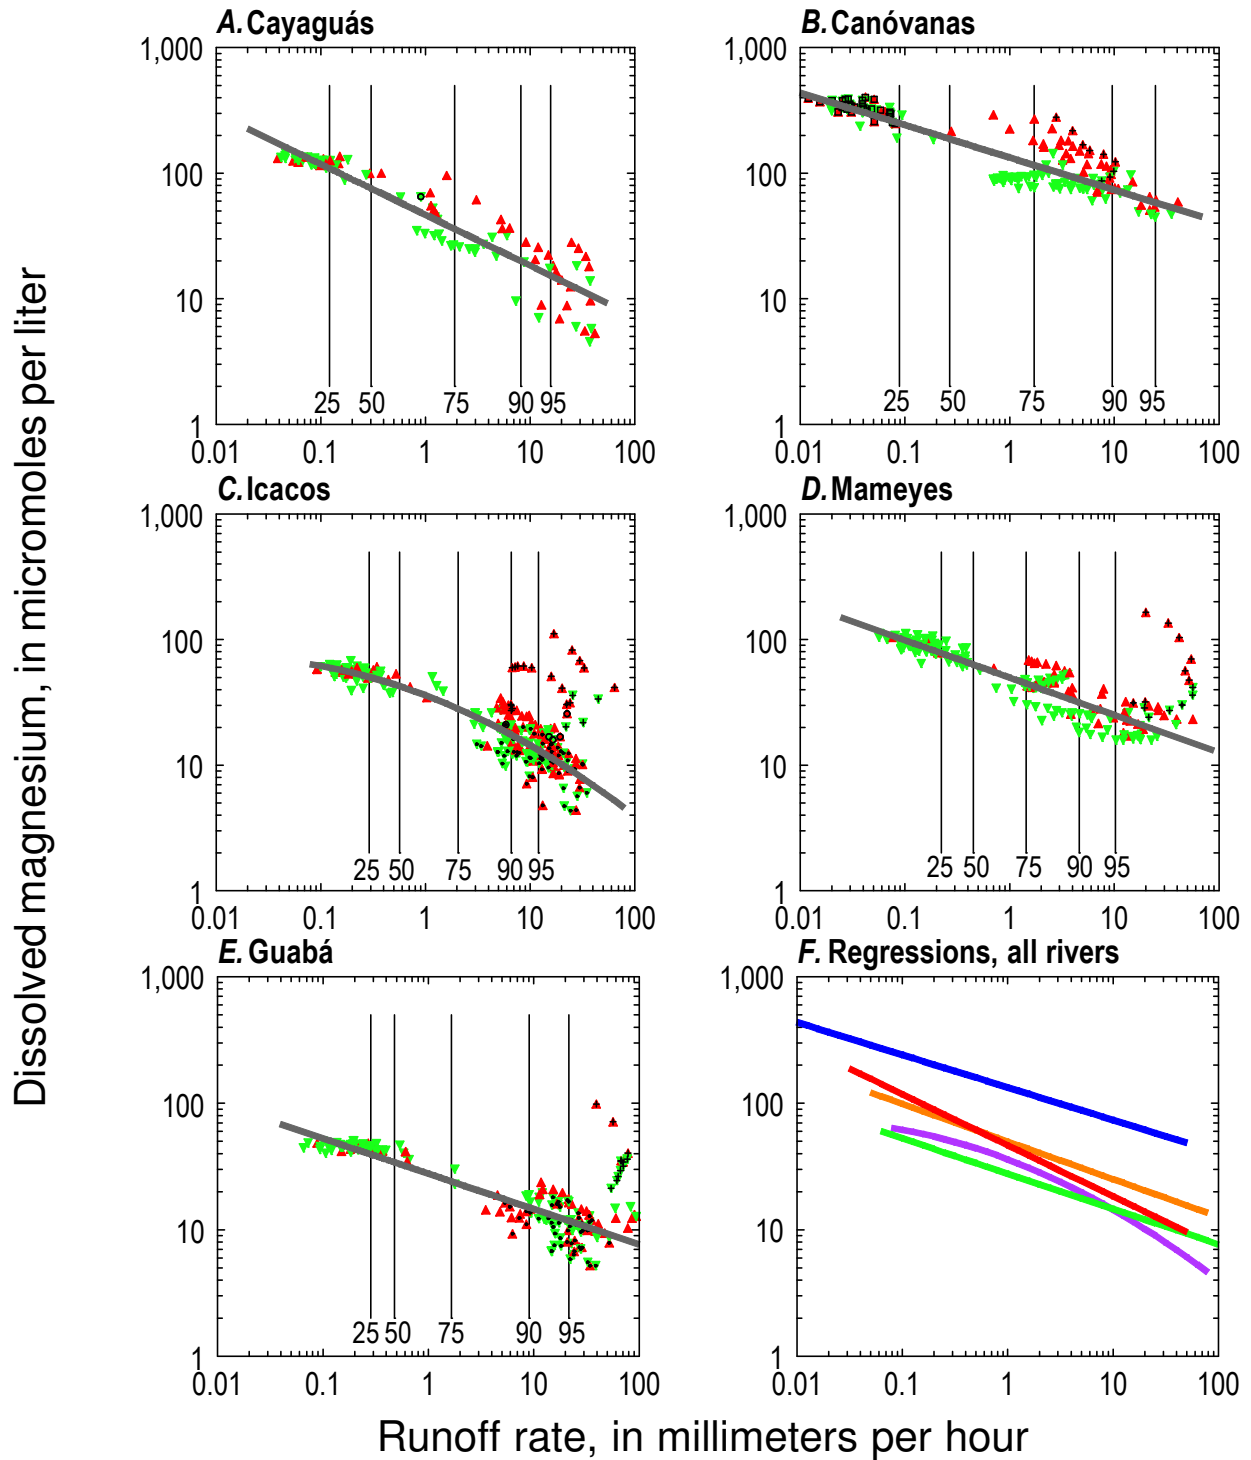 A. Cayaguás
1,000
100
10
1
25 50 75 90 95
0.01 0.1 1 10 100
B. Canóvanas
1,000
100
10
1
25 50 75 90 95
0.01 0.1 1 10 100
C. Icacos
1,000
100
10
1
25 50 75 90 95
0.01 0.1 1 10 100
D. Mameyes
1,000
100
10
1
25 50 75 90 95
0.01 0.1 1 10 100
E. Guabá
1,000
100
10
1
25 50 75 90 95
0.01 0.1 1 10 100
F. Regressions, all rivers
1,000
100
10
1
0.01 0.1 1 10 100
Dissolved magnesium, in micromoles per liter
Runoff rate, in millimeters per hour